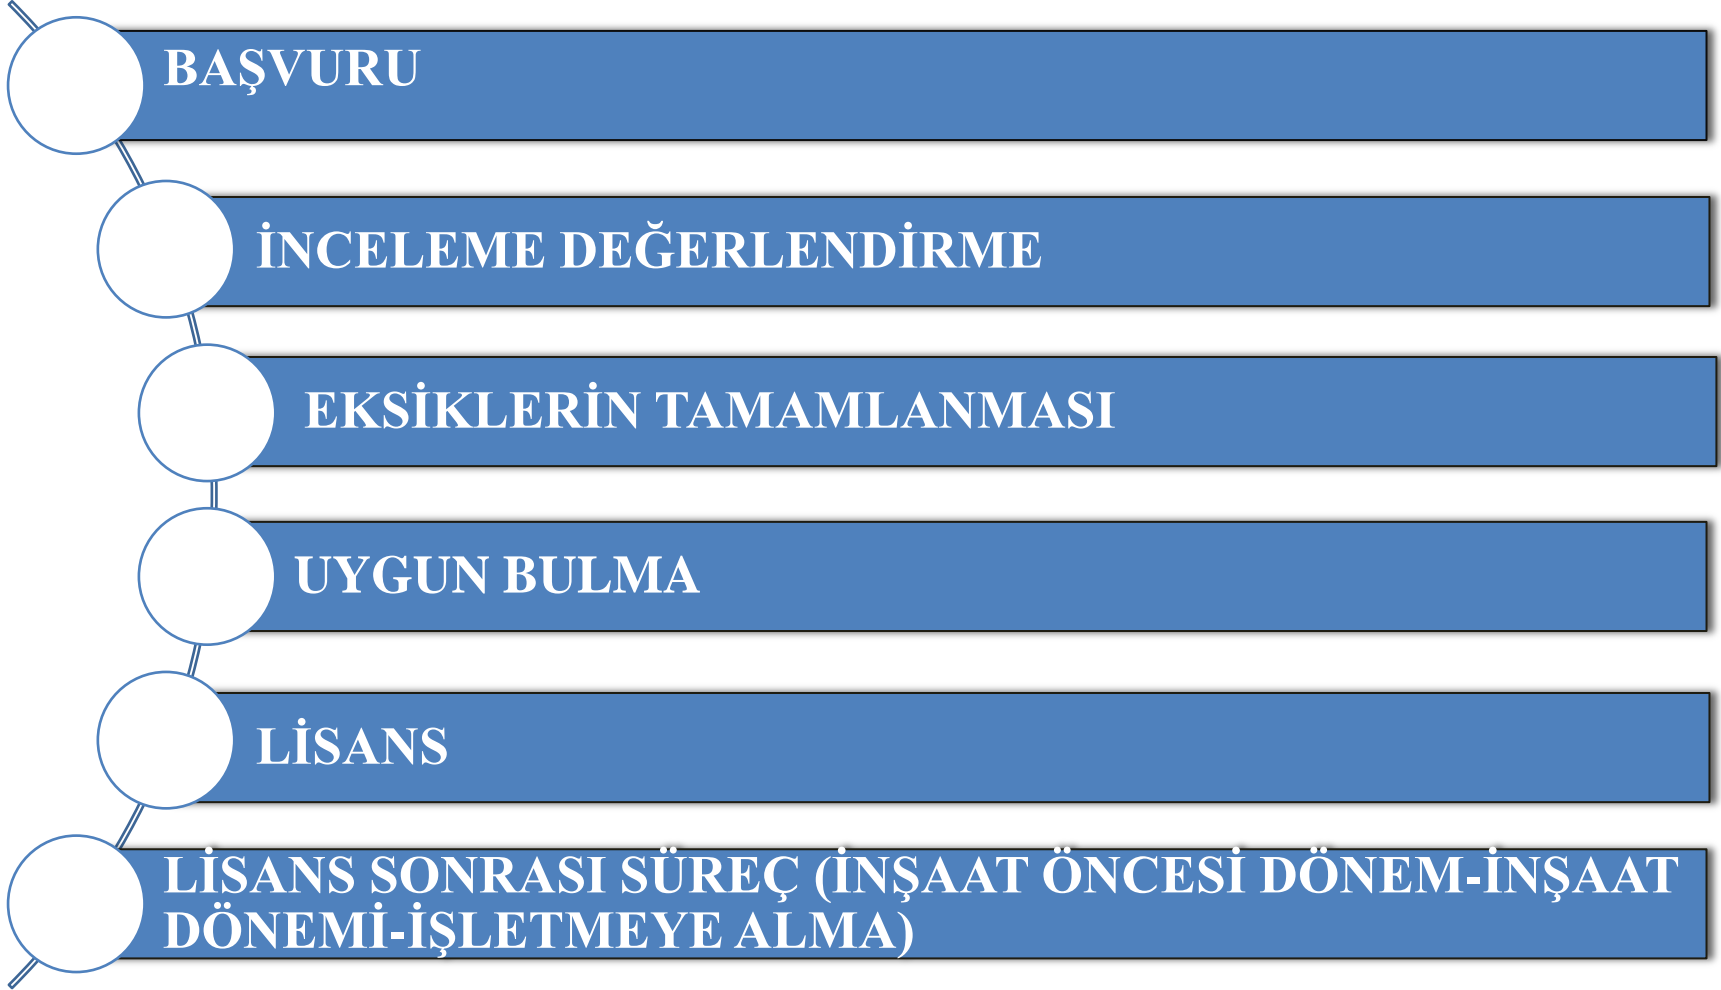 BAŞVURU
İNCELEME DEĞERLENDİRME
EKSİKLERİN TAMAMLANMASI
UYGUN BULMA
LİSANS
LİSANS SONRASI SÜREÇ (İNŞAAT ÖNCESİ DÖNEM-İNŞAAT
DÖNEMİ-İŞLETMEYE ALMA)